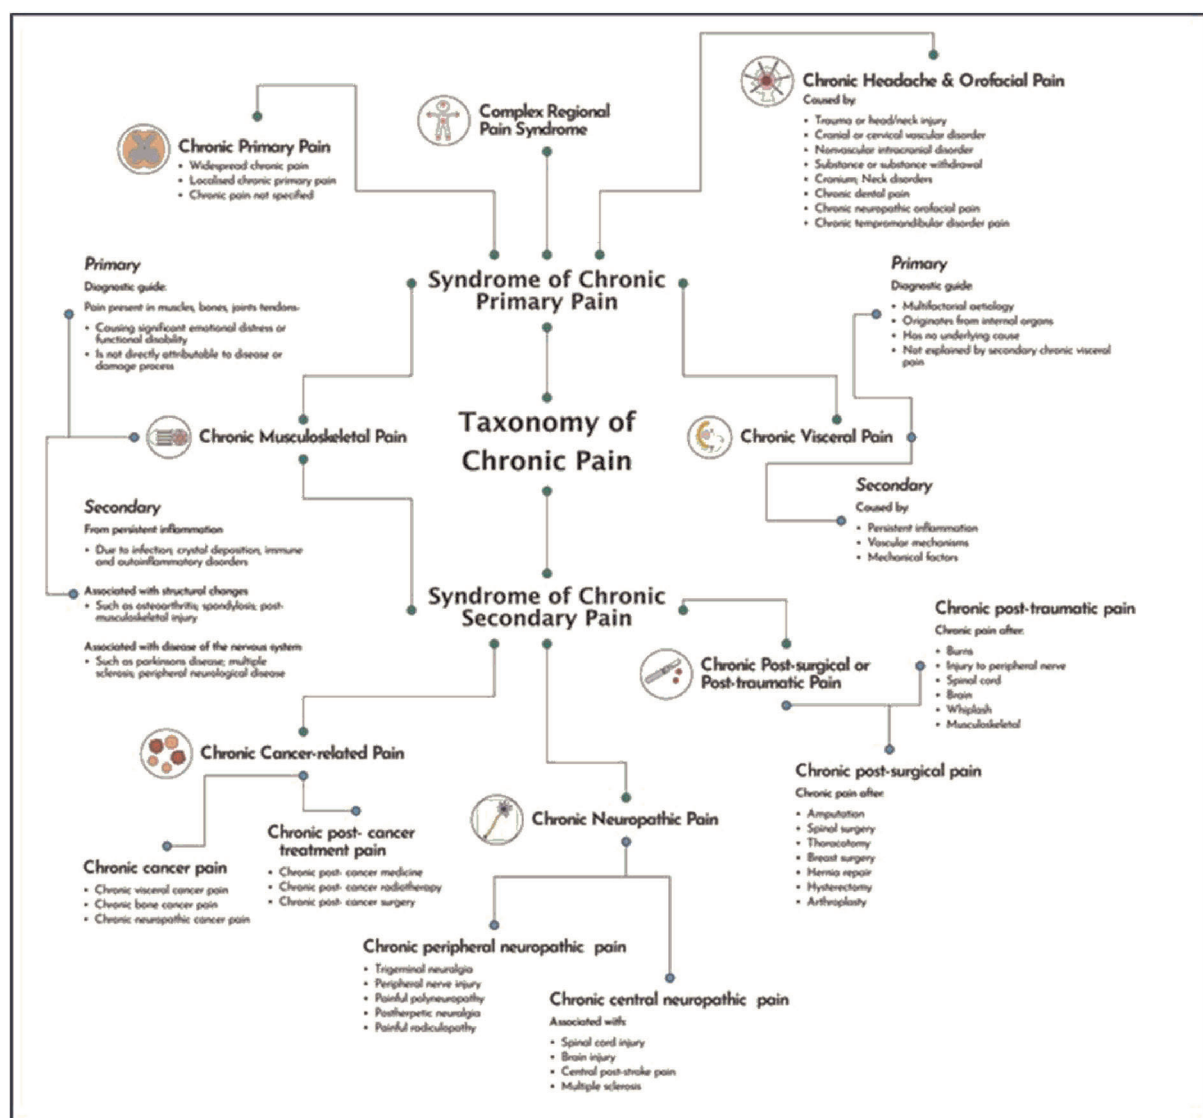 Chronic Primary Pain
• Widespread chronic pain
• Localised chronic primary pain
• Chronic pain not specified
Complex Regional
Pain Syndrome
Chronic Headache & Orofacial Pain
Caused by:
• Trauma or head/neck injury
• Cranial or cervical vascular disorder
• Nonvascular intracranial disorder
• Substance or substance withdrawal
• Cranium; Neck disorders
• Chronic dental pain
• Chronic neuropathic orofacial pain
• Chronic tempromandibular disorder pain
Syndrome of Chronic
Primary Pain
Primary
Diagnostic guide:
Pain present in muscles, bones, joints tendons-
• Causing significant emotional distress or
functional disability
• Is not directly attributable to disease or
damage process
Chronic Musculoskeletal Pain
Secondary
From persistent inflammation
• Due to infection; crystal deposition, immune
and autoinflammatory disorders
Associated with structural changes
• Such as osteoarthritis; spondylosis; post-
musculoskeletal injury
Associated with disease of the nervous system
• Such as parkinsons disease; multiple
sclerosis; peripheral neurological disease
Taxonomy of
Chronic Pain
Primary
Diagnostic guide
• Multifactorial aetiology
• Originates from internal organs
• Has no underlying cause
• Not explained by secondary chronic visceral
pain
Chronic Visceral Pain
Secondary
Caused by:
• Persistent inflammation
• Vascular mechanisms
• Mechanical factors
Syndrome of Chronic
Secondary Pain
Chronic Post-surgical or
Post-traumatic Pain
Chronic post-traumatic pain
Chronic pain after:
• Burns
• Injury to peripheral nerve
• Spinal cord
• Brain
• Whiplash
• Musculoskeletal
Chronic post-surgical pain
Chronic pain after:
• Amputation
• Spinal surgery
• Thoracotomy
• Breast surgery
• Hernia repair
• Hysterectomy
• Arthroplasty
Chronic Cancer-related Pain
Chronic cancer pain
• Chronic visceral cancer pain
• Chronic bone cancer pain
• Chronic neuropathic cancer pain
Chronic post- cancer
treatment pain
• Chronic post- cancer medicine
• Chronic post- cancer radiotherapy
• Chronic post- cancer surgery
Chronic Neuropathic Pain
Chronic peripheral neuropathic pain
• Trigeminal neuralgia
• Peripheral nerve injury
• Painful polyneuropathy
• Postherpetic neuralgia
• Painful radiculopathy
Chronic central neuropathic pain
Associated with:
• Spinal cord injury
• Brain injury
• Central post-stroke pain
• Multiple sclerosis